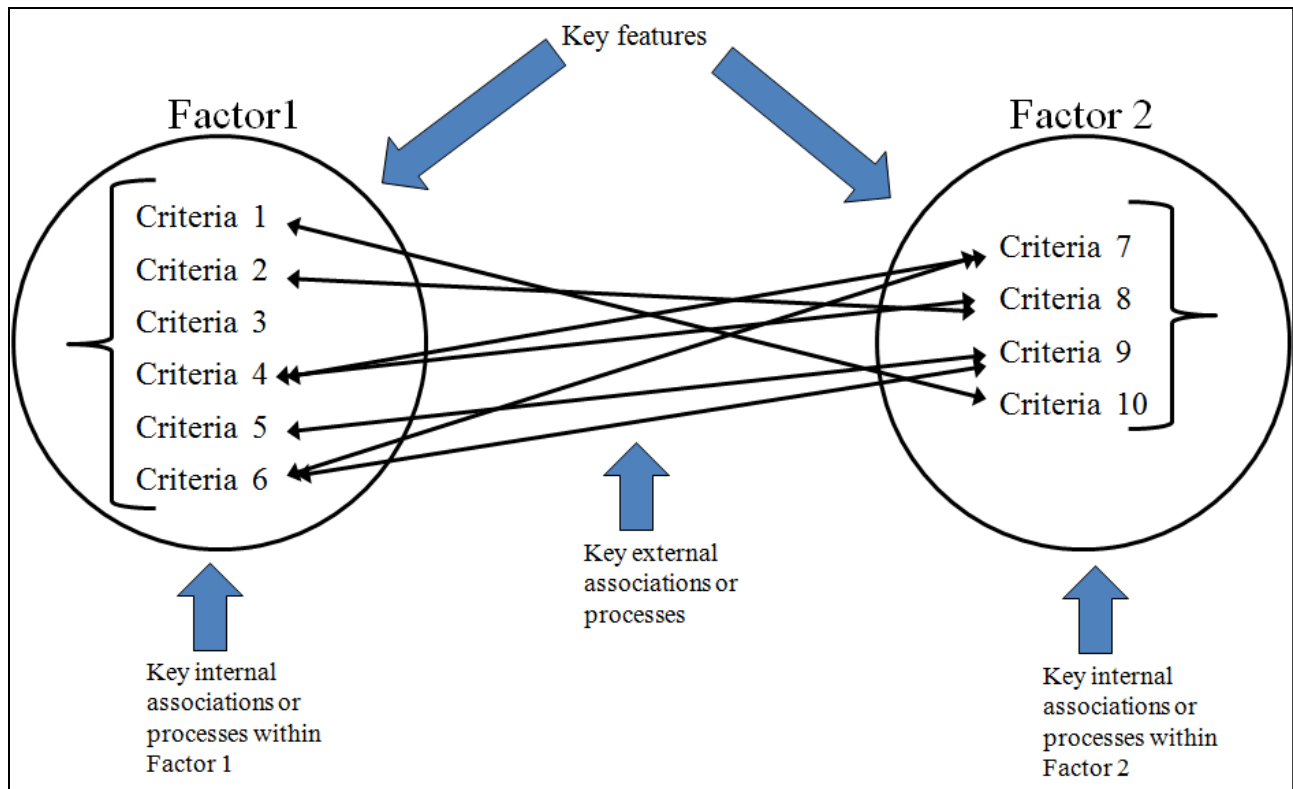 Key features
Factor1
Factor 2
Criteria 1
Criteria 2
Criteria 3
Criteria 4
Criteria 5
Criteria 6
Criteria 7
Criteria 8
Criteria 9
Criteria 10
Key external
associations or
processes
Key internal
associations or
processes within
Factor 1
Key internal
associations or
processes within
Factor 2